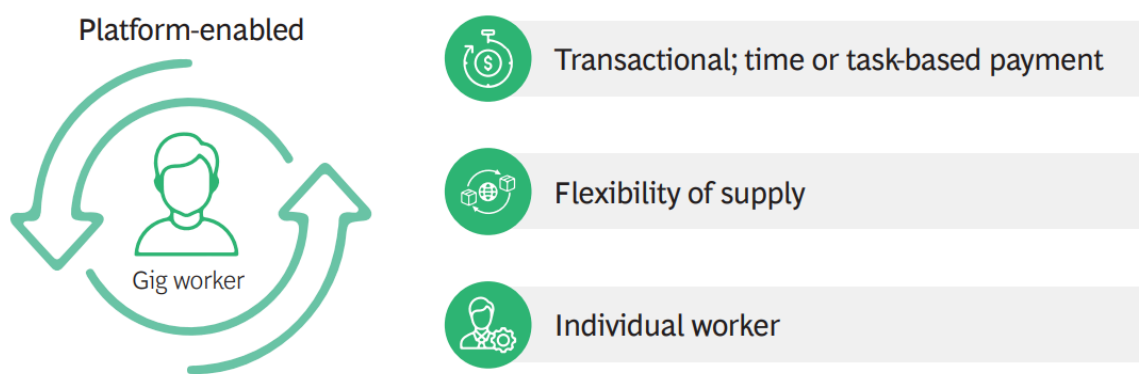 Platform-enabled
Gig worker
$
Transactional; time or task-based payment
Flexibility of supply
Individual worker